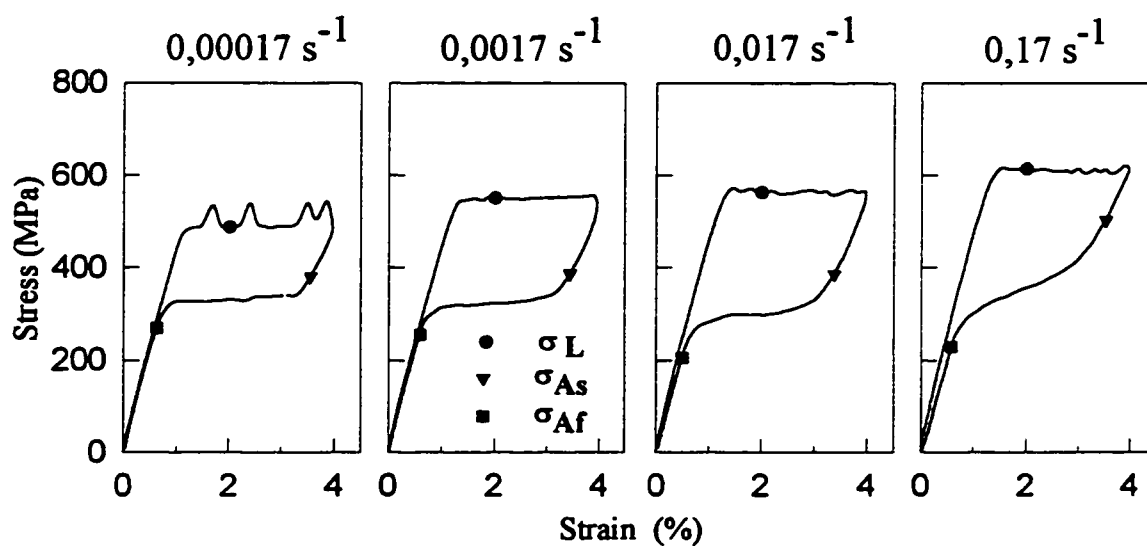 0,00017 s-1 0,0017 s-1 0,017 s-1 0,17 s-1
800
600
400
200
0
Stress (MPa)
σL
σAs
σAf
0 2 4 0 2 4 0 2 4 0 2 4
Strain (%)